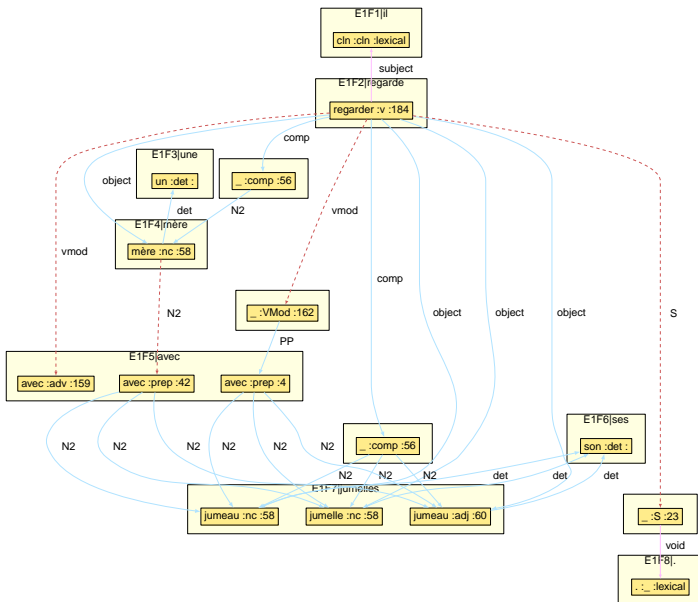 E1F1|il
cln :cln :lexical
subject
E1F2|regarde
regarder :v :184
comp
E1F3|une
un :det :
_ :comp :56
object
det
N2
vmod
E1F4|mère
mère :nc :58
vmod
comp
_ :VMod :162
object
object
object
N2
S
PP
E1F5|avec
avec :adv :159
avec :prep :42
avec :prep :4
E1F6|ses
son :det :
_ :comp :56
N2
N2
N2
N2
N2
N2
N2
N2
det
det
det
E1F7|jumelles
jumeau :nc :58
jumelle :nc :58
jumeau :adj :60
_ :S :23
void
E1F8|.
. :_ :lexical